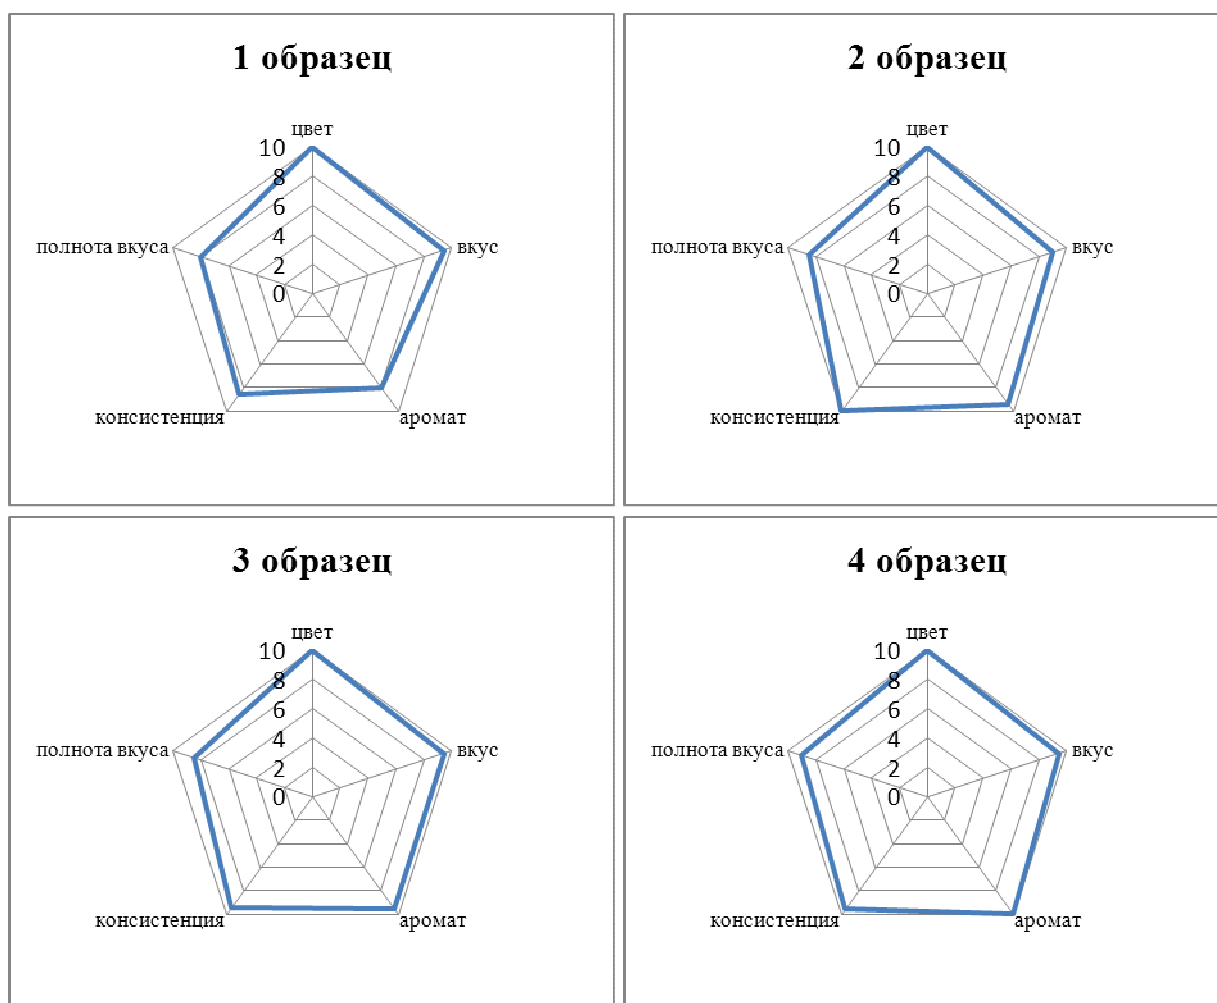 1 образец
цвет
10
8
6
4
2
0
полнота вкуса
вкус
консистенция
аромат
2 образец
цвет
10
8
6
4
2
0
полнота вкуса
вкус
консистенция
аромат
3 образец
цвет
10
8
6
4
2
0
полнота вкуса
вкус
консистенция
аромат
4 образец
цвет
10
8
6
4
2
0
полнота вкуса
вкус
консистенция
аромат